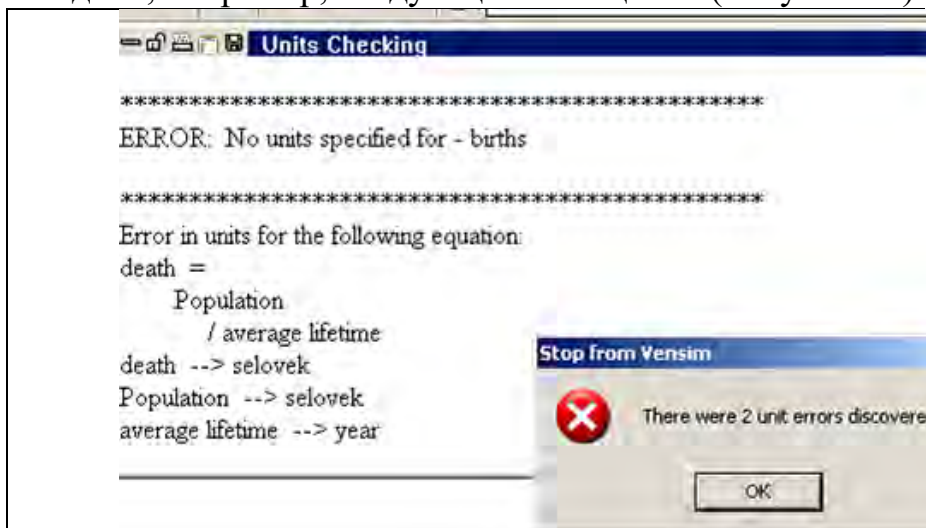 Units Checking
************************************************
ERROR: No units specified for - births
************************************************
Error in units for the following equation:
death =
Population
/ average lifetime
death --> selovek
Population --> selovek
average lifetime --> year
Stop from Vensim
There were 2 unit errors discovere
OK